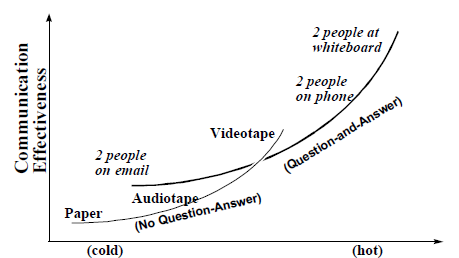 Communication
Effectiveness
2 people at
whiteboard
2 people
on phone
(Question-and-Answer)
Videotape
2 people
on email
Audiotape
(No Question-Answer)
Paper
(cold)
(hot)